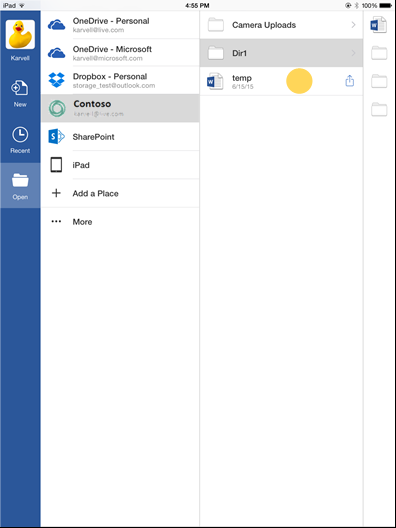 iPad
4:55 PM
100%
Karvell
New
Recent
Open
OneDrive - Personal
karvell@live.com
OneDrive - Microsoft
karvell@microsoft.com
Dropbox - Personal
storage_test@outlook.com
Contoso
karvell@live.com
SharePoint
iPad
Add a Place
More
Camera Uploads
Dir1
temp
6/15/15